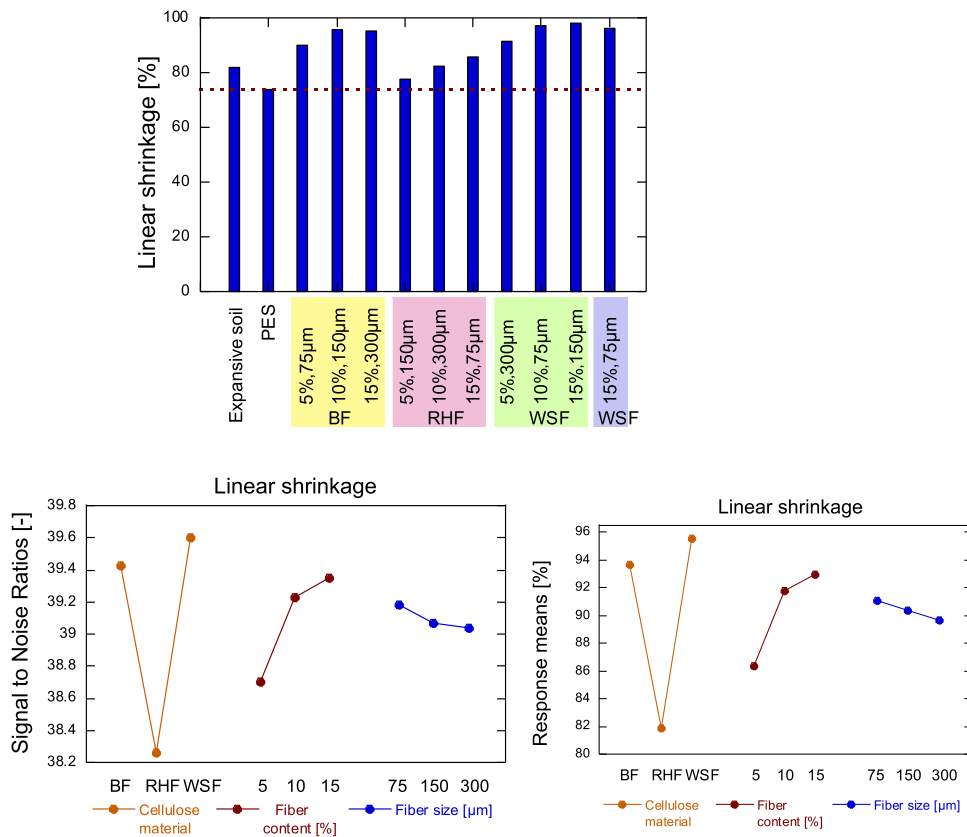 Linear shrinkage [%]
100
80
60
40
20
0
Expansive soil
PES
5%,75µm
10%,150µm
15%,300µm
5%,150µm
10%,300µm
15%,75µm
5%,300µm
10%,75µm
15%,150µm
15%,75µm
BF
RHF
WSF
WSF
Linear shrinkage
Signal to Noise Ratios [-]
39.8
39.6
39.4
39.2
39
38.8
38.6
38.4
38.2
BF RHF WSF 5 10 15 75 150 300
Cellulose material
Fiber content [%]
Fiber size [µm]
Linear shrinkage
Response means [%]
96
94
92
90
88
86
84
82
80
BF RHF WSF 5 10 15 75 150 300
Cellulose material
Fiber content [%]
Fiber size [µm]